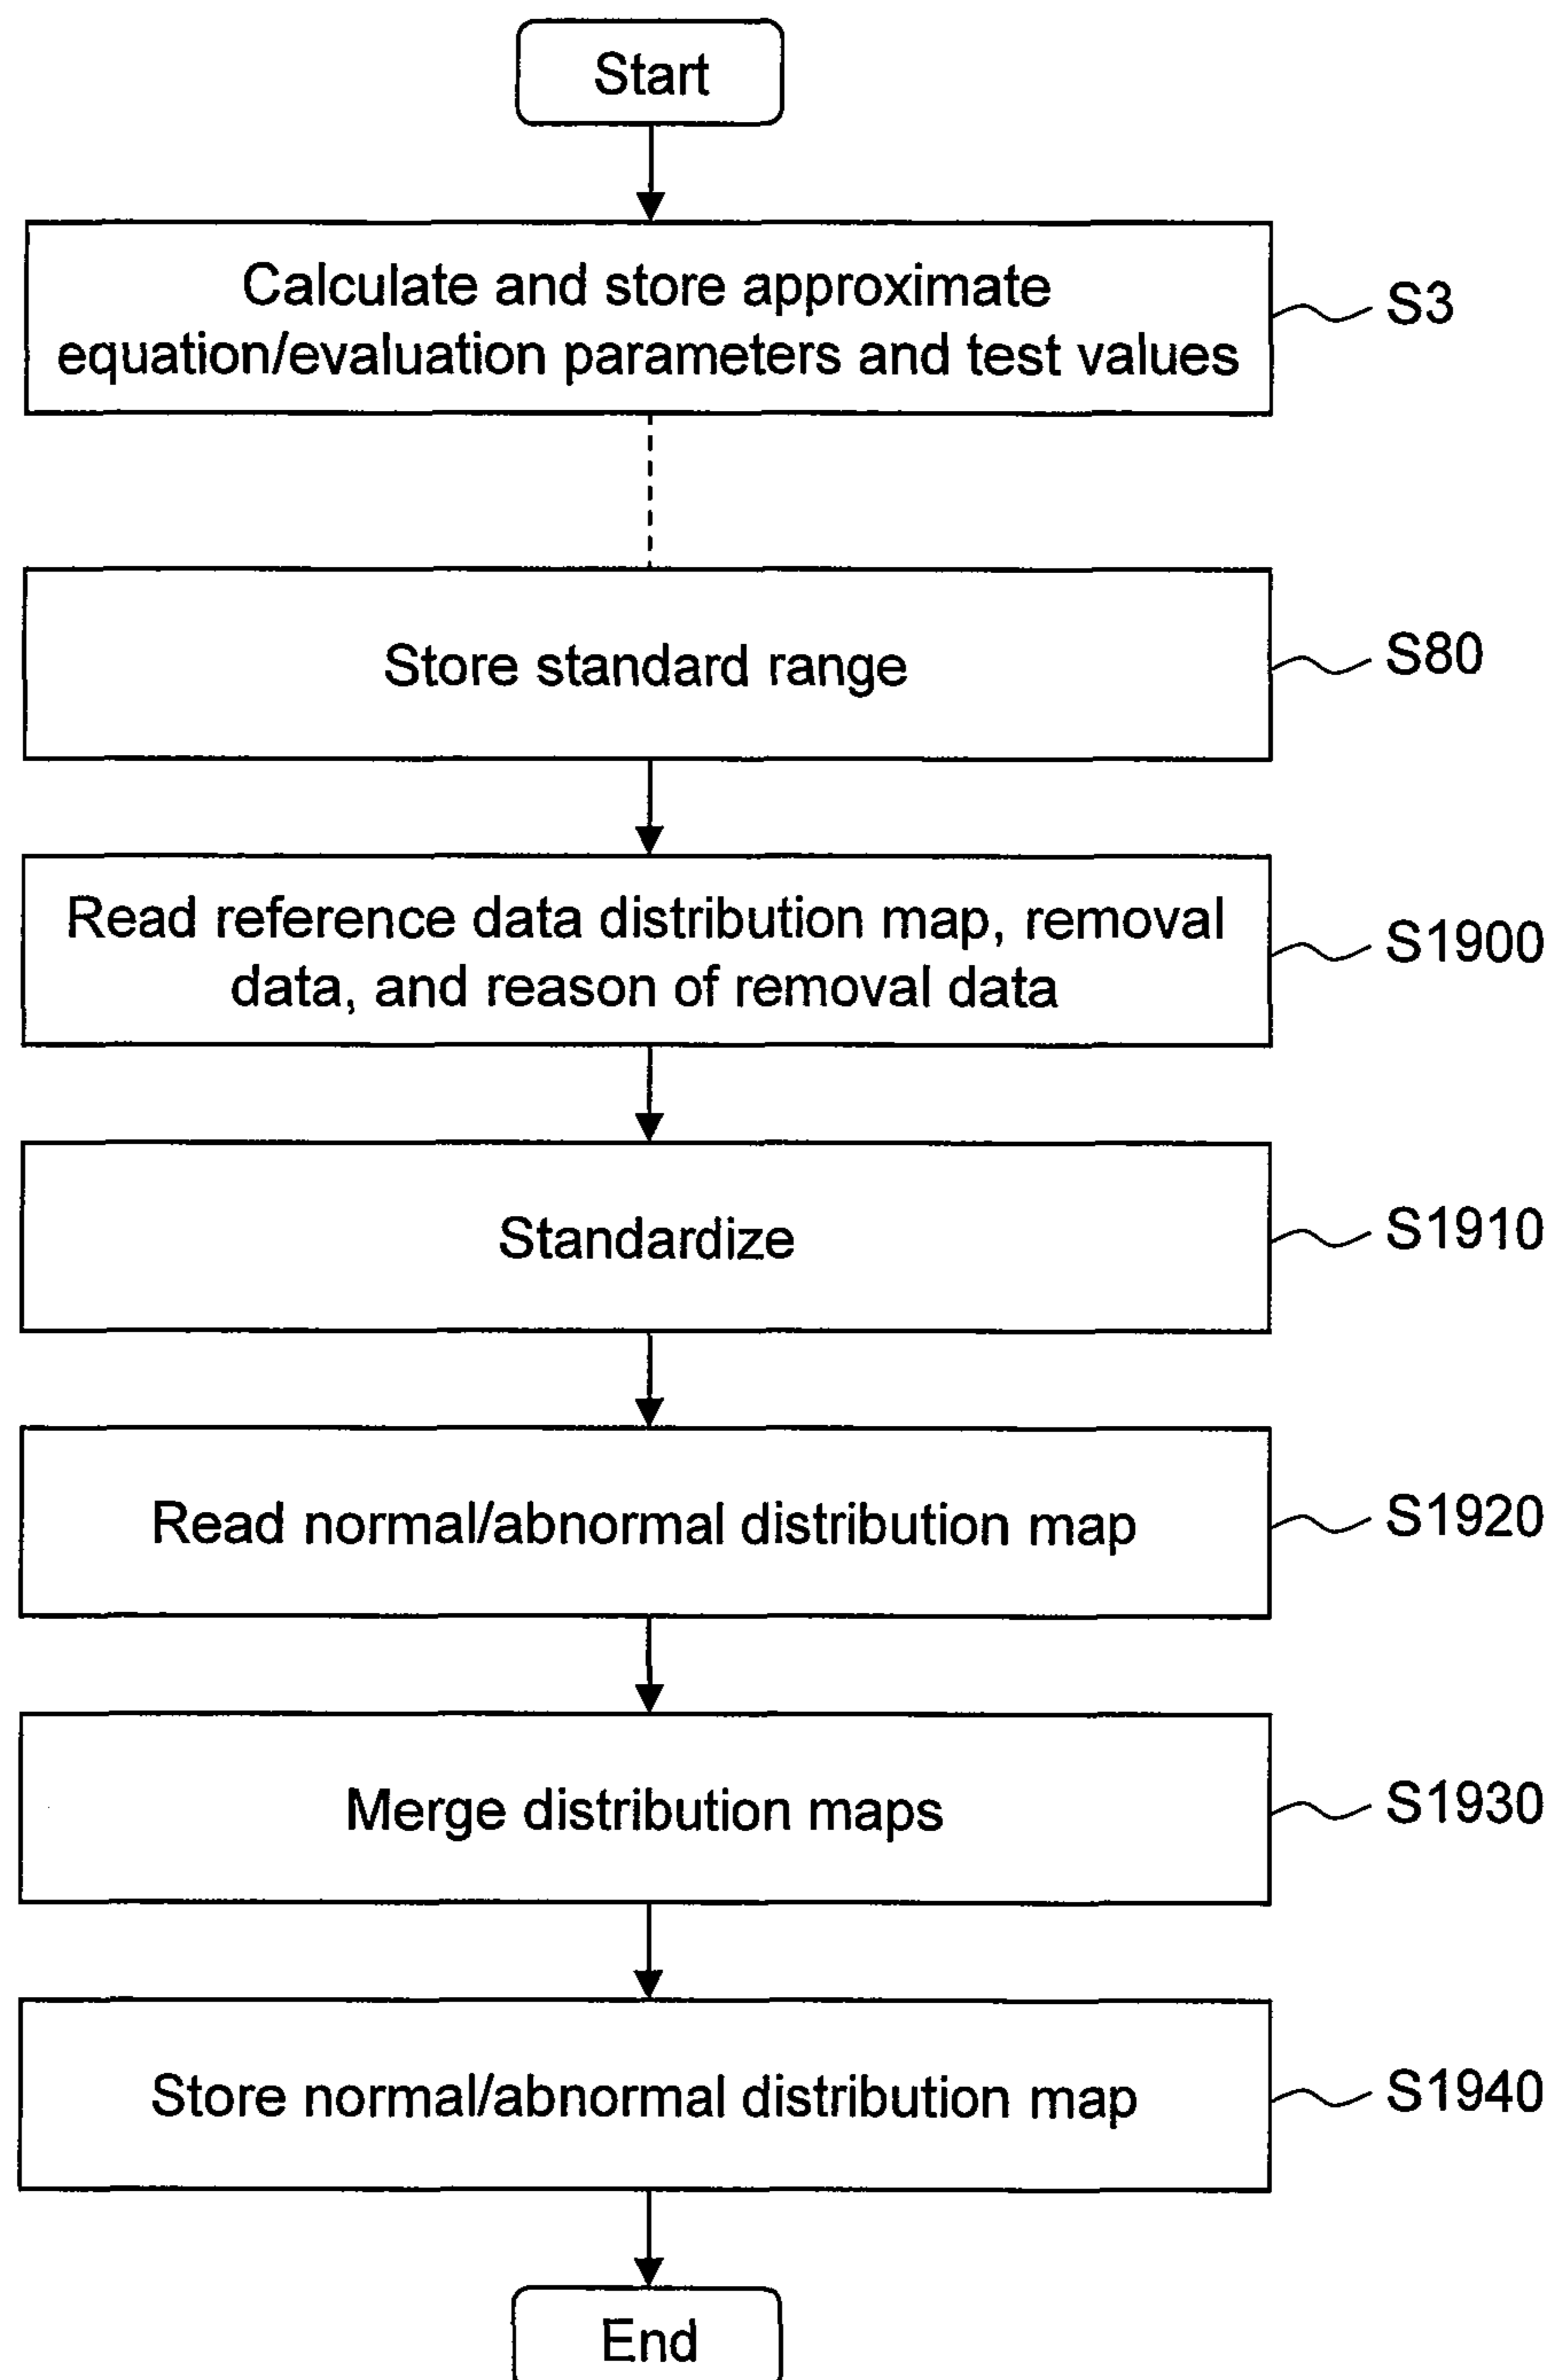 Start
Calculate and store approximate
equation/evaluation parameters and test values
S3
Store standard range
S80
Read reference data distribution map, removal
data, and reason of removal data
S1900
Standardize
S1910
Read normal/abnormal distribution map
S1920
Merge distribution maps
S1930
Store normal/abnormal distribution map
S1940
End